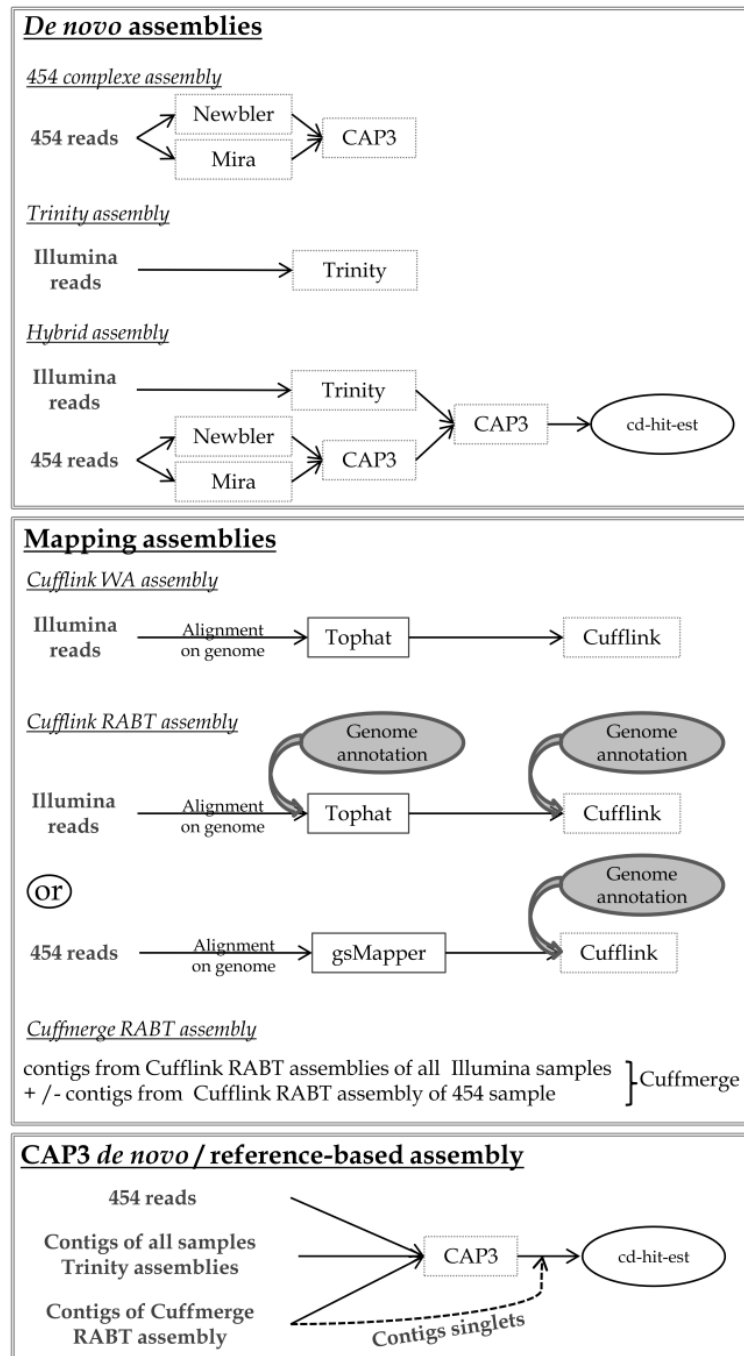 De novo assemblies
454 complexe assembly
454 reads
Newbler
Mira
CAP3
Trinity assembly
Illumina
reads
Trinity
Hybrid assembly
Illumina
reads
Trinity
454 reads
Newbler
Mira
CAP3
CAP3
cd-hit-est
Mapping assemblies
Cufflink WA assembly
Illumina
reads
Alignment
on genome
Tophat
Cufflink
Cufflink RABT assembly
Genome
annotation
Genome
annotation
Illumina
reads
Alignment
on genome
Tophat
Cufflink
or
Genome
annotation
454 reads
Alignment
on genome
gsMapper
Cufflink
Cuffmerge RABT assembly
contigs from Cufflink RABT assemblies of all Illumina samples
+ /- contigs from Cufflink RABT assembly of 454 sample
Cuffmerge
CAP3 de novo / reference-based assembly
454 reads
Contigs of all samples
Trinity assemblies
Contigs of Cuffmerge
RABT assembly
CAP3
cd-hit-est
Contigs singlets